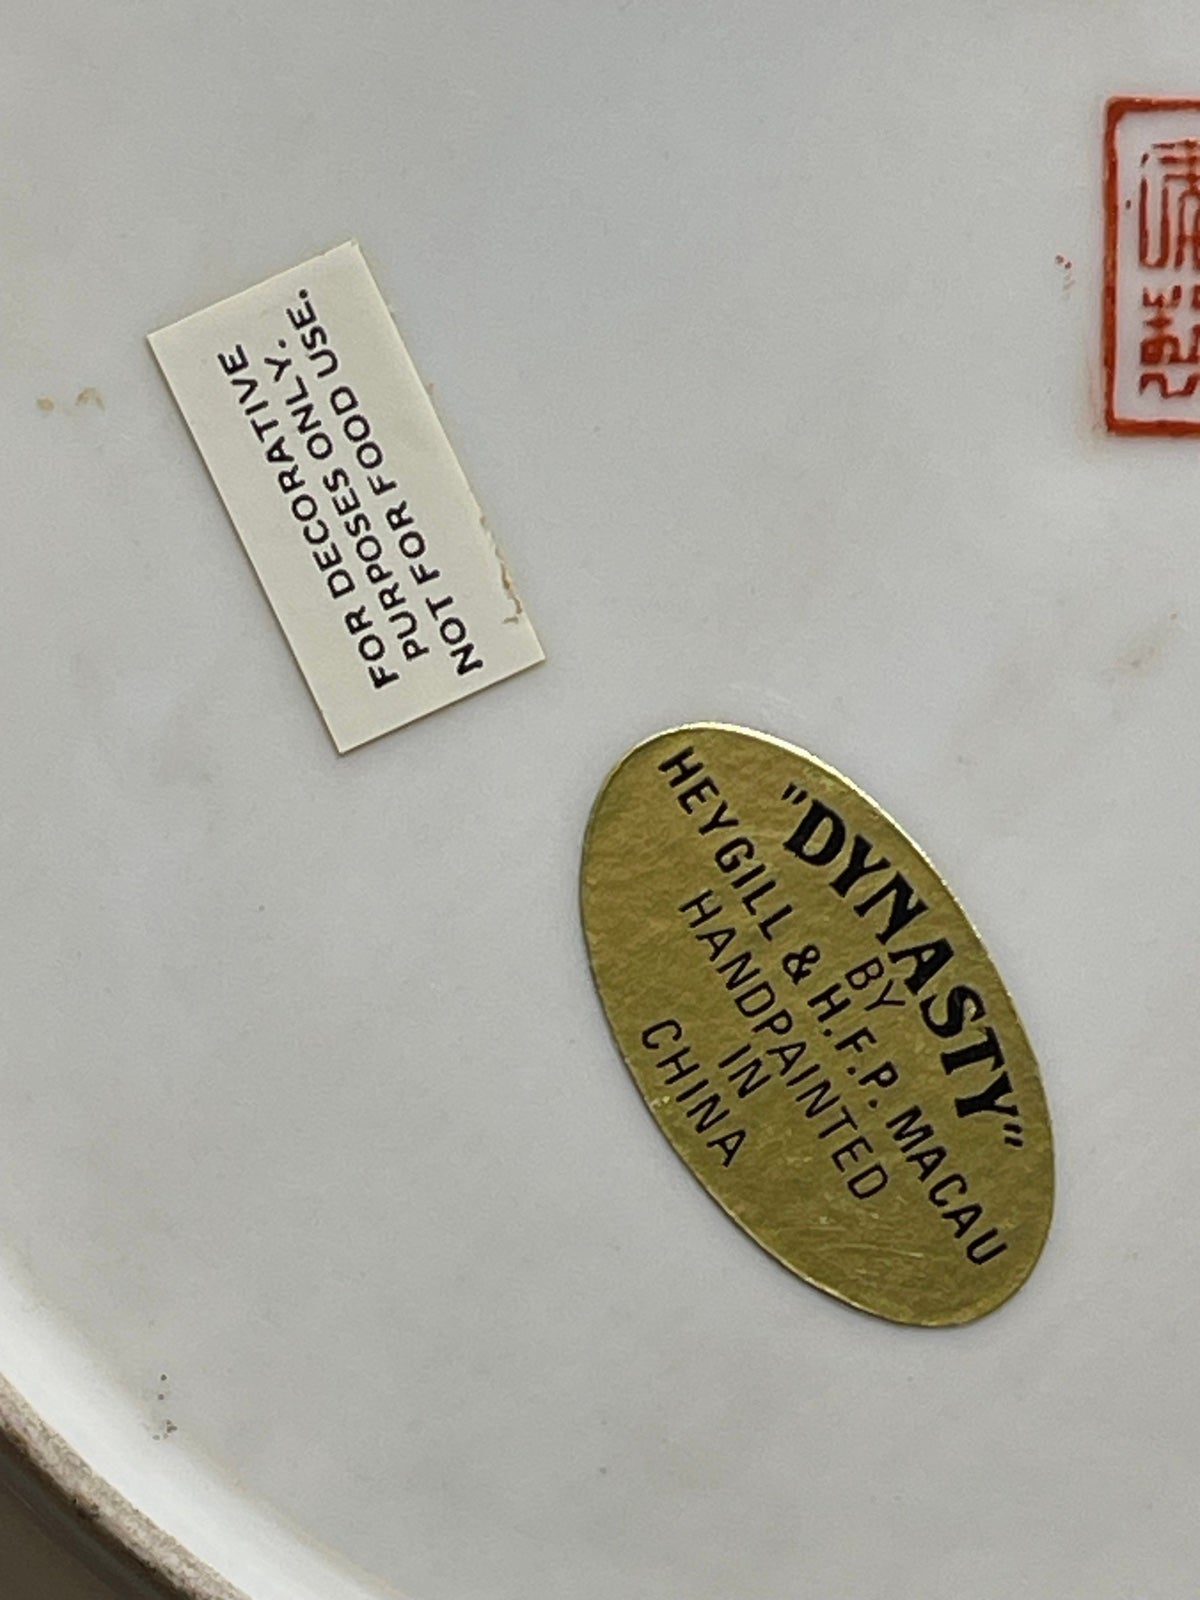 FOR DECORATIVE
PURPOSES ONLY.
NOT FOR FOOD USE.
"DYNASTY"
BY
HEYGILL & H.F.P. MACAU
HANDPAINTED
IN
CHINA